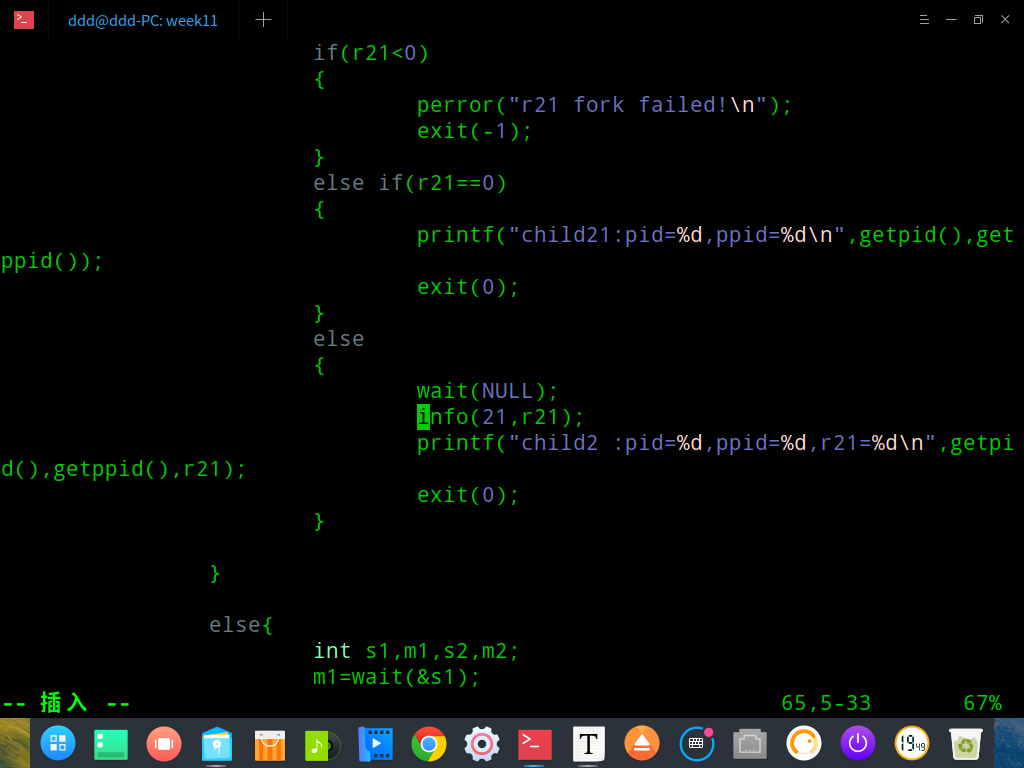 ddd@ddd-PC: week11
if(r21<0)
{
perror("r21 fork failed!\n");
exit(-1);
}
else if(r21==0)
{
printf("child21:pid=%d,ppid=%d\n",getpid(),get
ppid());
exit(0);
}
else
{
wait(NULL);
info(21,r21);
printf("child2 :pid=%d,ppid=%d,r21=%d\n",getpi
d(),getppid(),r21);
exit(0);
}
}
else{
int s1,m1,s2,m2;
m1=wait(&s1);
-- 插入 -- 65,5-33 67%
T
19 49